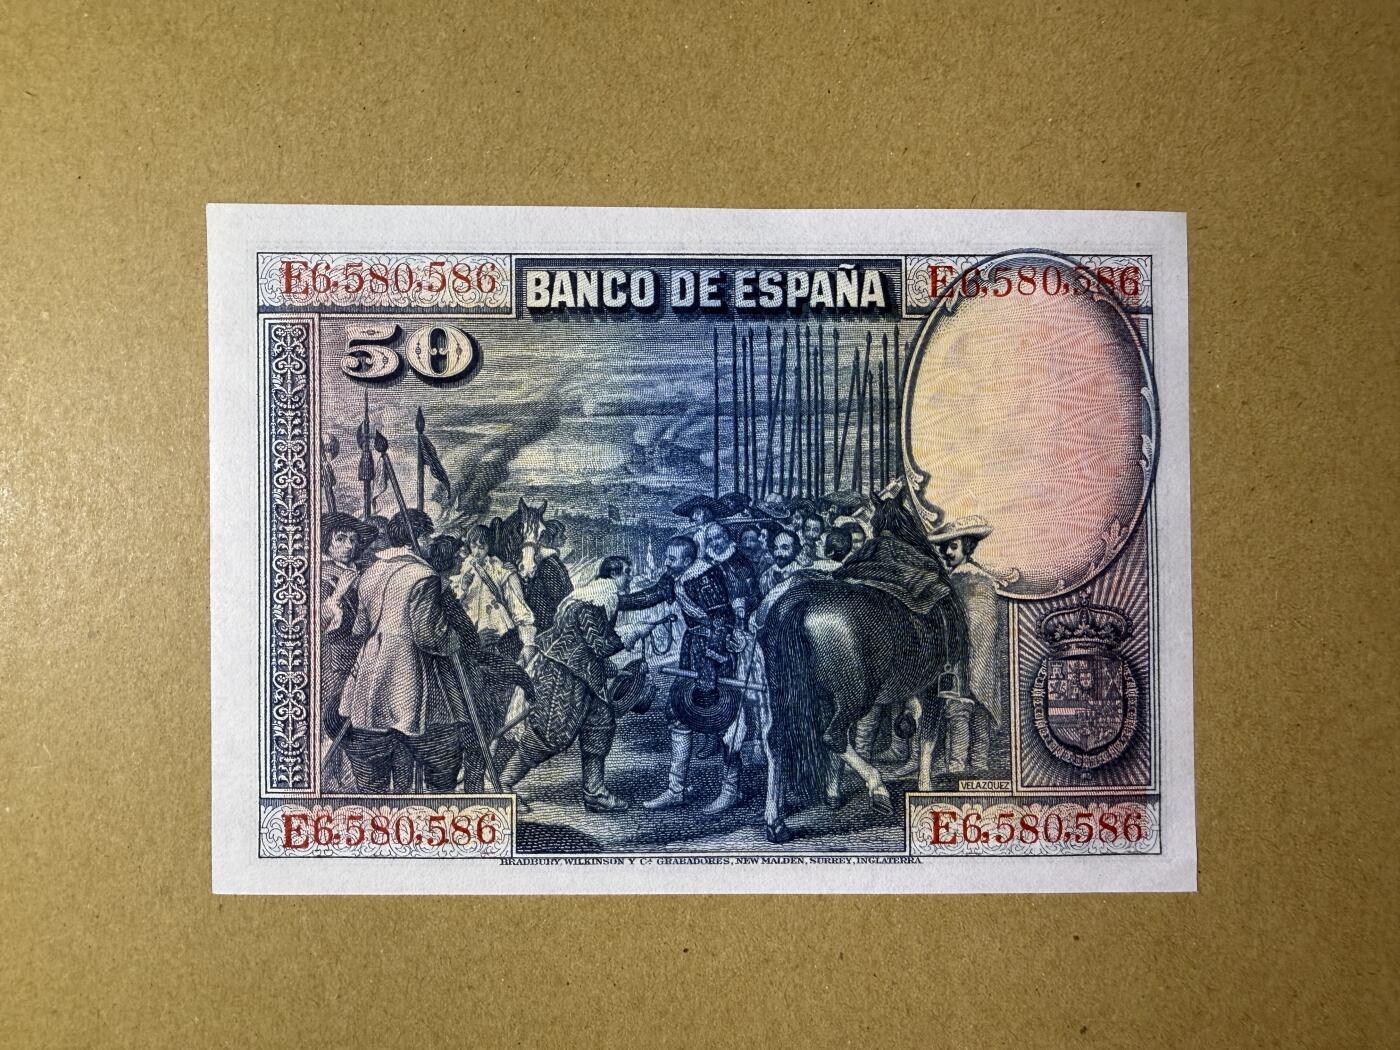 E6,580,586 BANCO DE ESPAÑA E6,580,586
50
VELAZQUEZ
E6,580,586 E6,580,586
BRADBURY, WILKINSON Y Cª GRABADORES, NEW MALDEN, SURREY, INGLATERRA